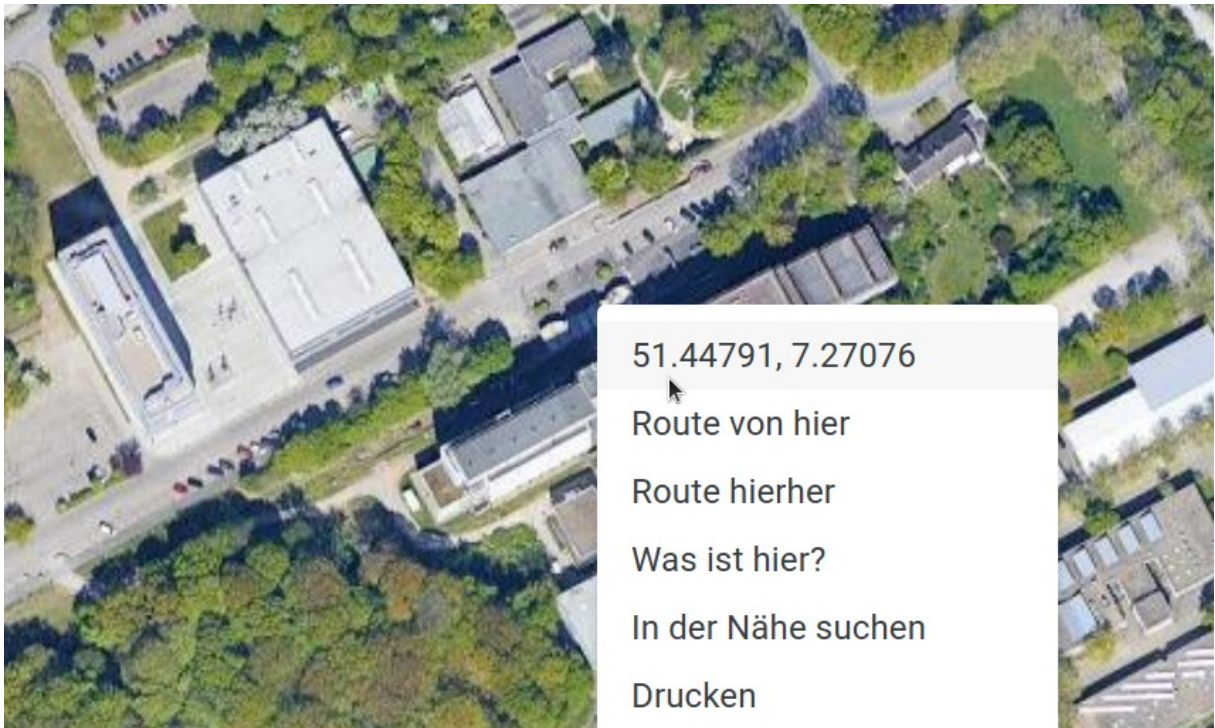 51.44791, 7.27076
Route von hier
Route hierher
Was ist hier?
In der Nähe suchen
Drucken